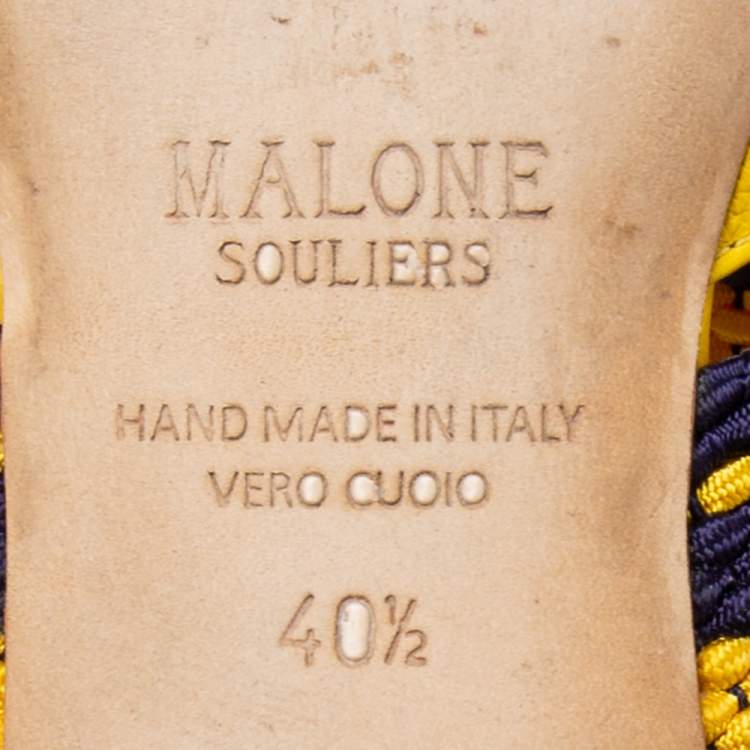 MALONE
SOULIERS
HAND MADE IN ITALY
VERO CUOIO
40½